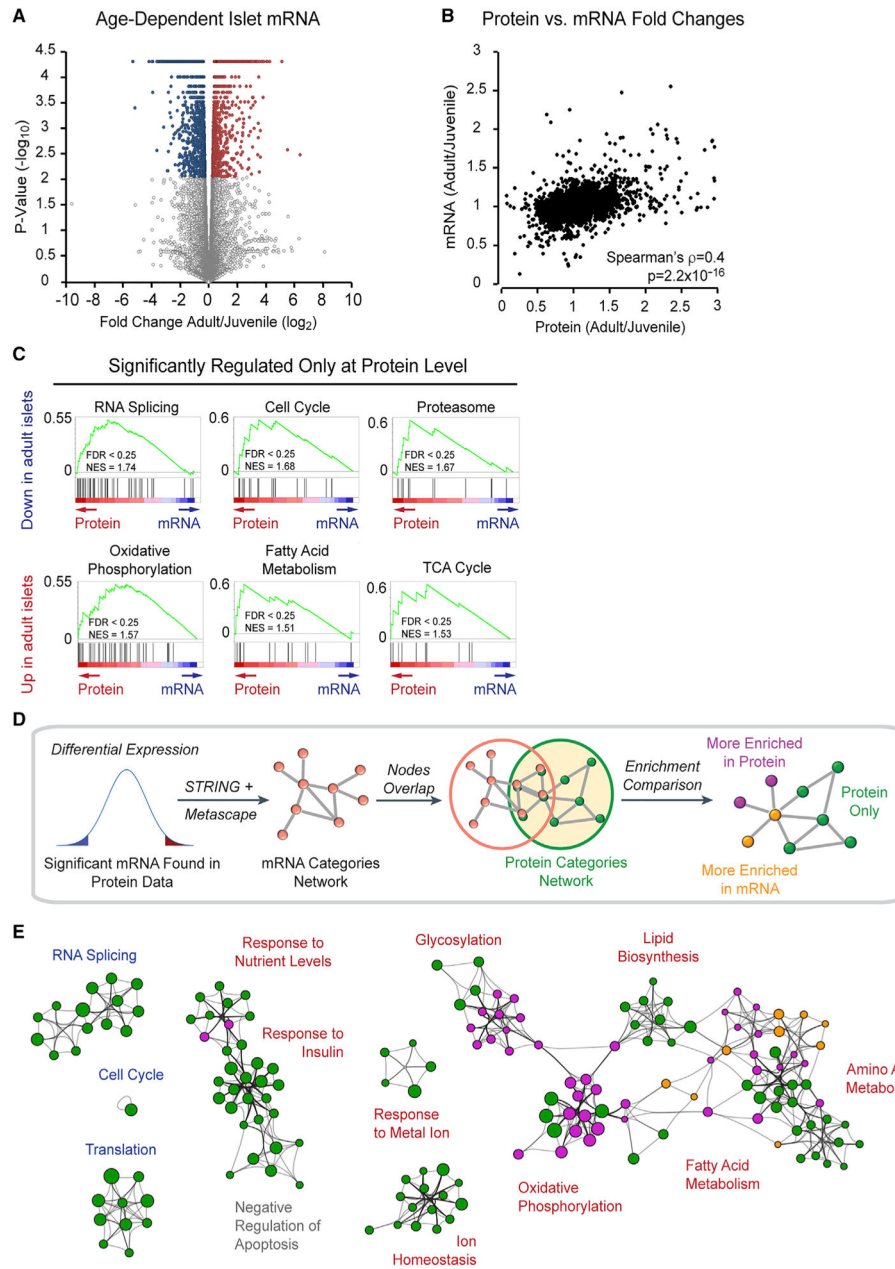 A
Age-Dependent Islet mRNA
4.5
4.0
3.5
3.0
2.5
2.0
1.5
1.0
0.5
0
P-Value (-log10)
-10 -8 -6 -4 -2 0 2 4 6 8 10
Fold Change Adult/Juvenile (log2)
B
Protein vs. mRNA Fold Changes
3
2.5
2
1.5
1
0.5
0
mRNA (Adult/Juvenile)
Spearman's ρ=0.4
p=2.2x10−16
0 0.5 1 1.5 2 2.5 3
Protein (Adult/Juvenile)
C
Significantly Regulated Only at Protein Level
Down in adult islets
RNA Splicing
0.55
0
FDR < 0.25
NES = 1.74
Protein mRNA
Cell Cycle
0.6
0
FDR < 0.25
NES = 1.68
Protein mRNA
Proteasome
0.6
0
FDR < 0.25
NES = 1.67
Protein mRNA
Up in adult islets
Oxidative
Phosphorylation
0.55
0
FDR < 0.25
NES = 1.57
Protein mRNA
Fatty Acid
Metabolism
0.6
0
FDR < 0.25
NES = 1.51
Protein mRNA
TCA Cycle
0.6
0
FDR < 0.25
NES = 1.53
Protein mRNA
D
Differential Expression
Significant mRNA Found in
Protein Data
STRING +
Metascape
mRNA Categories
Network
Nodes
Overlap
Protein Categories
Network
Enrichment
Comparison
More Enriched
in Protein
Protein
Only
More Enriched
in mRNA
E
RNA Splicing
Cell Cycle
Translation
Response to
Nutrient Levels
Response to
Insulin
Negative
Regulation of
Apoptosis
Glycosylation
Response
to Metal Ion
Ion
Homeostasis
Lipid
Biosynthesis
Oxidative
Phosphorylation
Fatty Acid
Metabolism
Amino A
Metabo